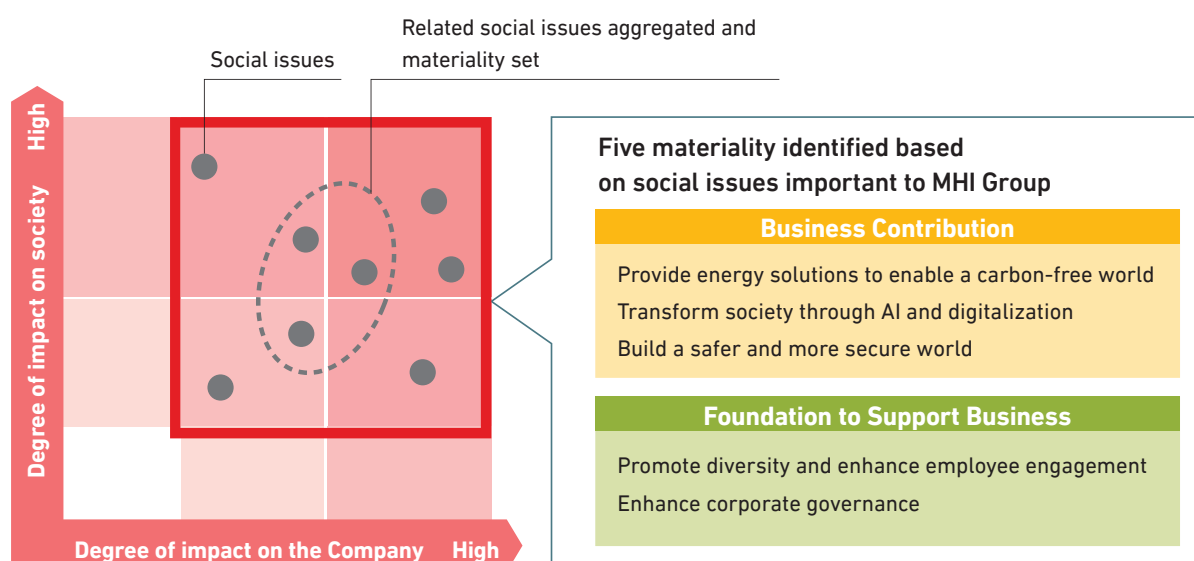 Related social issues aggregated and
materiality set
Social issues
High
Degree of impact on society
Degree of impact on the Company High
Five materiality identified based
on social issues important to MHI Group
Business Contribution
Provide energy solutions to enable a carbon-free world
Transform society through AI and digitalization
Build a safer and more secure world
Foundation to Support Business
Promote diversity and enhance employee engagement
Enhance corporate governance